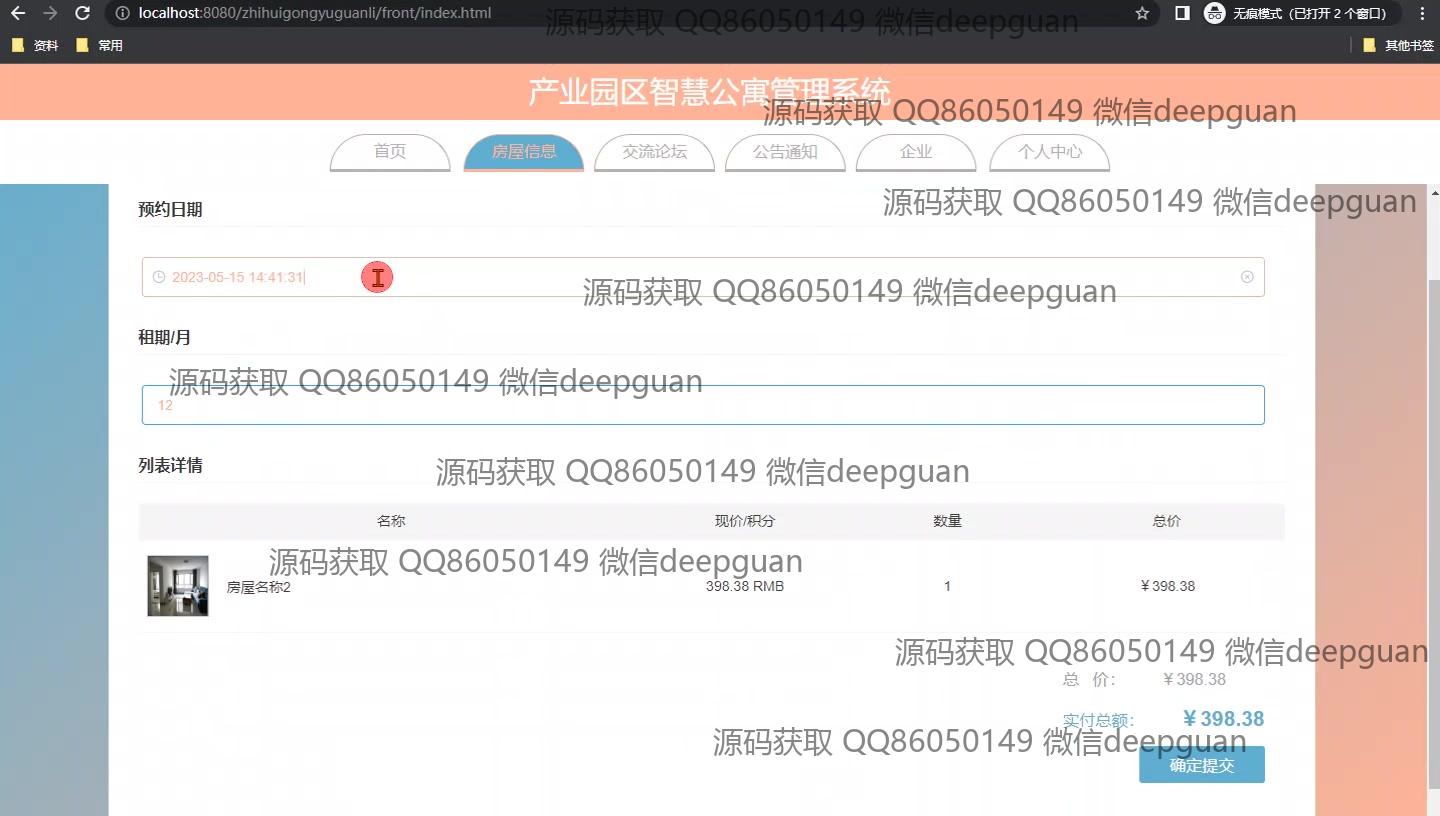 localhost:8080/zhihuigongyuguanli/front/index.html
无痕模式（已打开 2 个窗口）
资料
常用
其他书签
源码获取 QQ86050149 微信deepguan
产业园区智慧公寓管理系统
源码获取 QQ86050149 微信deepguan
首页
房屋信息
交流论坛
公告通知
企业
个人中心
源码获取 QQ86050149 微信deepguan
预约日期
2023-05-15 14:41:31
源码获取 QQ86050149 微信deepguan
租期/月
源码获取 QQ86050149 微信deepguan
12
列表详情
源码获取 QQ86050149 微信deepguan
名称
现价/积分
数量
总价
源码获取 QQ86050149 微信deepguan
房屋名称2
398.38 RMB
1
￥398.38
源码获取 QQ86050149 微信deepguan
总 价：
￥398.38
实付总额：
￥398.38
源码获取 QQ86050149 微信deepguan
确定提交